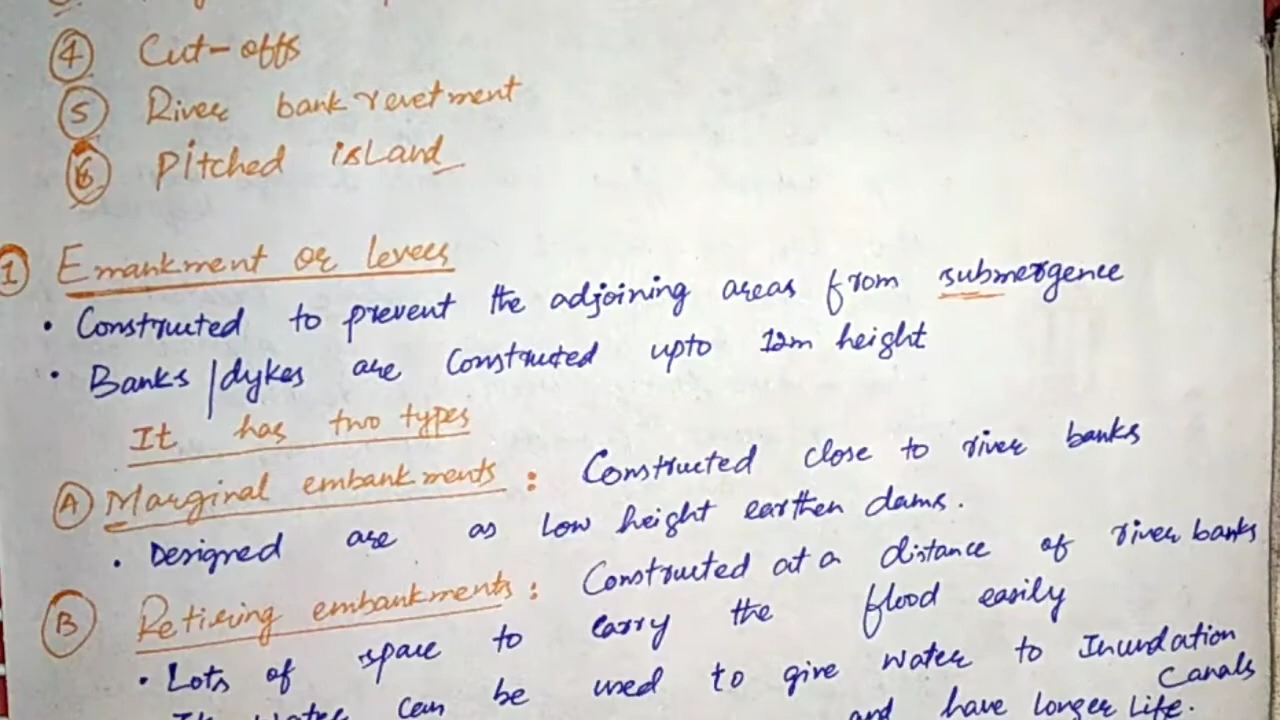 ④ Cut-offs
⑤ River bank revetment
⑥ Pitched island
① Emankment or levees
• Constructed to prevent the adjoining areas from submergence
• Banks/dykes are constructed upto 12m height
It has two types
Ⓐ Marginal embankments : Constructed close to river banks
• Designed are as low height earthen dams.
Ⓑ Retiring embankments : Constructed at a distance of river banks
• Lots of space to carry the flood easily
water can be used to give water to Inundation Canals
and have longer life.